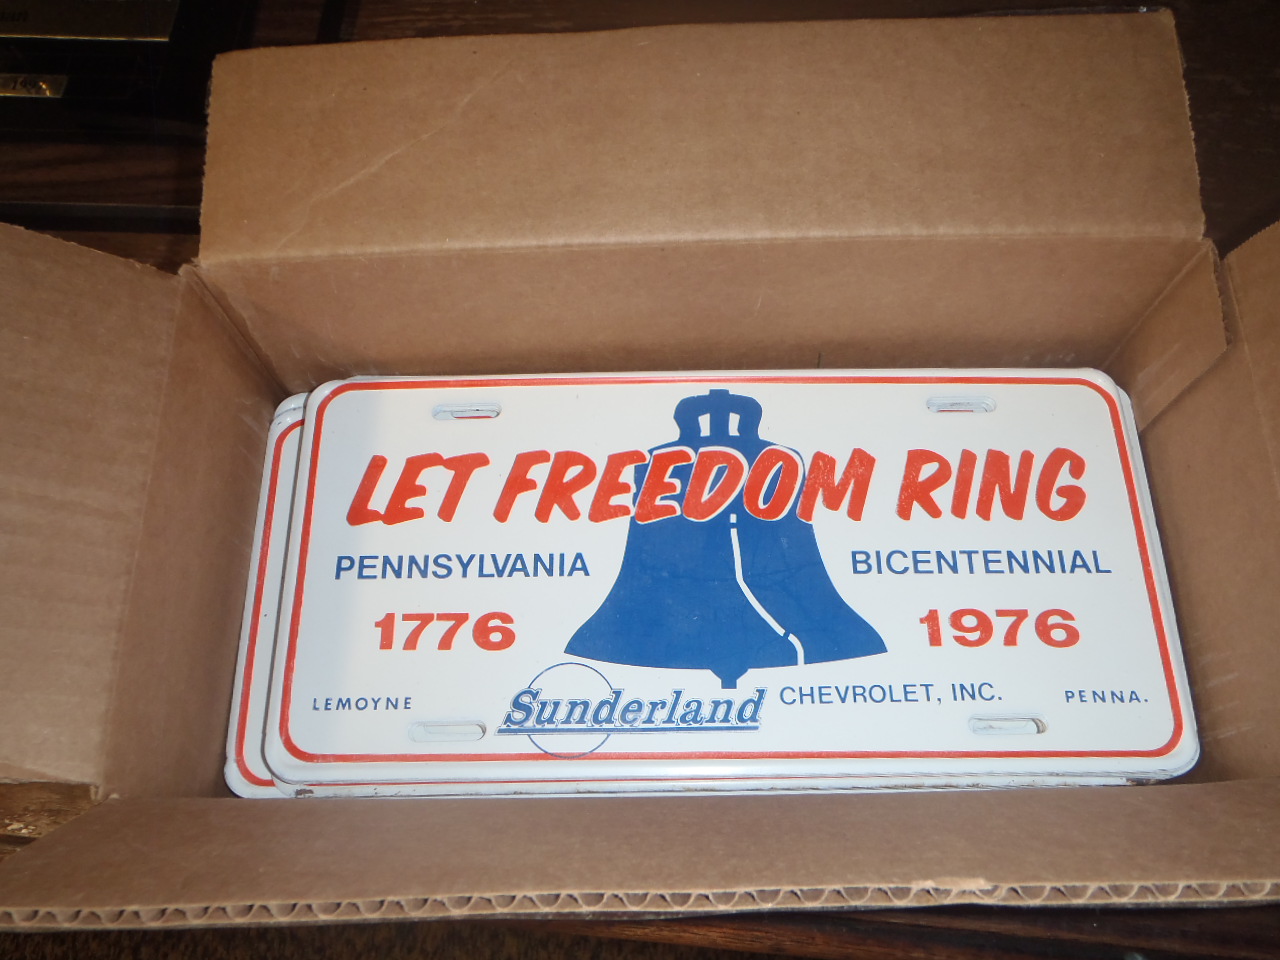 LET FREEDOM RING
PENNSYLVANIA BICENTENNIAL
1776 1976
LEMOYNE Sunderland CHEVROLET, INC. PENNA.